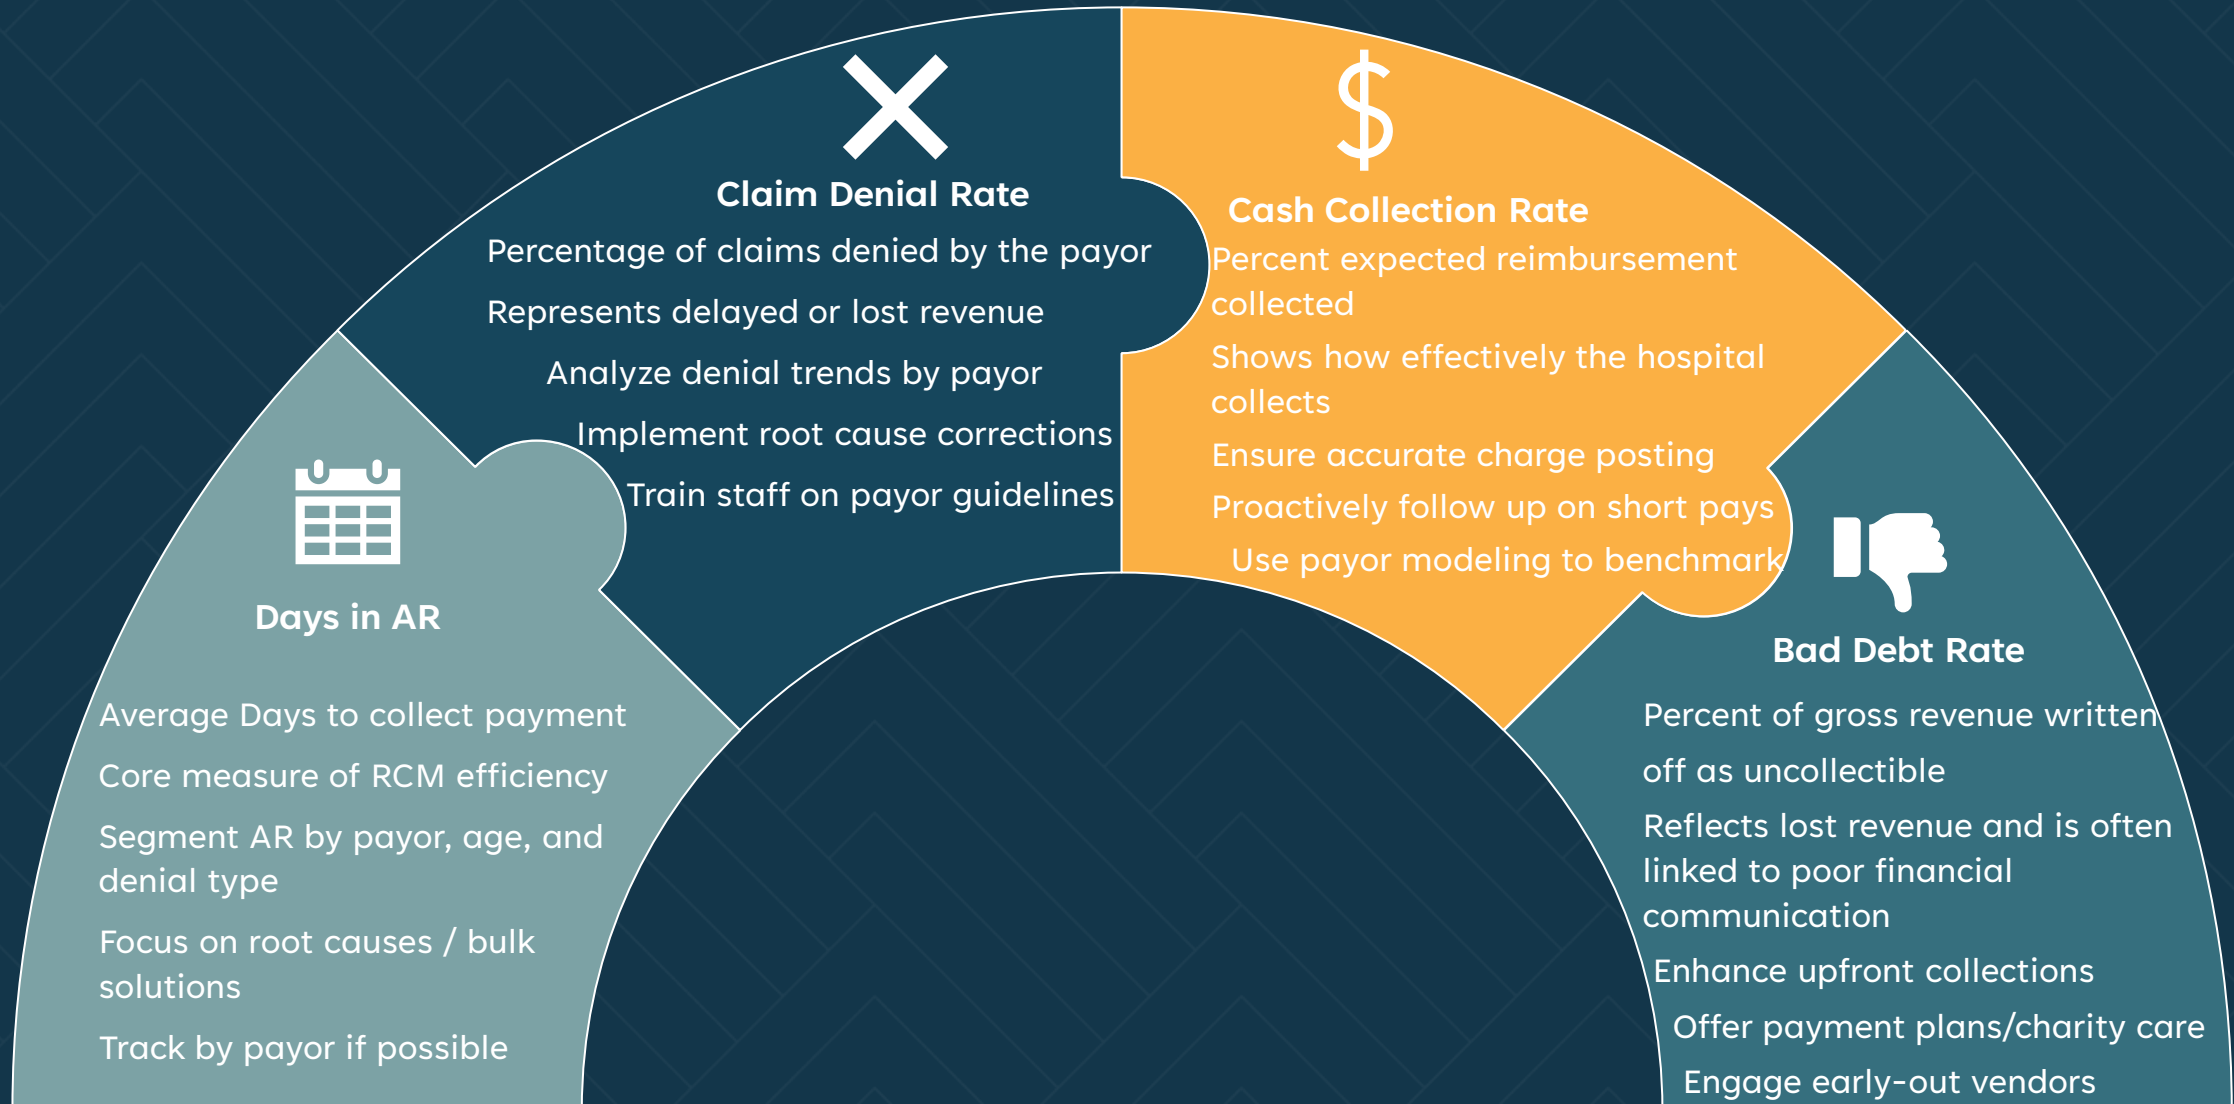 Claim Denial Rate
Percentage of claims denied by the payor
Represents delayed or lost revenue
Analyze denial trends by payor
Implement root cause corrections
Train staff on payor guidelines
Cash Collection Rate
Percent expected reimbursement
collected
Shows how effectively the hospital
collects
Ensure accurate charge posting
Proactively follow up on short pays
Use payor modeling to benchmark
Days in AR
Average Days to collect payment
Core measure of RCM efficiency
Segment AR by payor, age, and
denial type
Focus on root causes / bulk
solutions
Track by payor if possible
Bad Debt Rate
Percent of gross revenue written
off as uncollectible
Reflects lost revenue and is often
linked to poor financial
communication
Enhance upfront collections
Offer payment plans/charity care
Engage early-out vendors